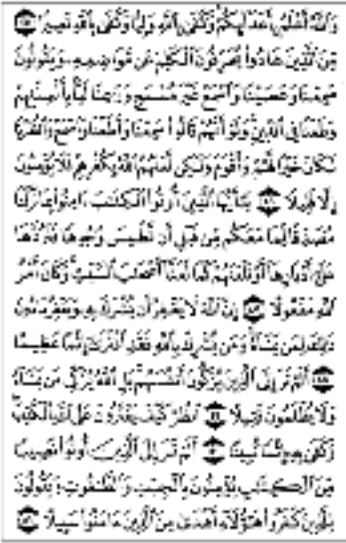 وَاللَّهُ أَعْلَمُ بِأَعْدَائِكُمْ وَكَفَىٰ بِاللَّهِ وَلِيًّا وَكَفَىٰ بِاللَّهِ نَصِيرًا ﴿٤٥﴾
مِّنَ الَّذِينَ هَادُوا يُحَرِّفُونَ الْكَلِمَ عَن مَّوَاضِعِهِ وَيَقُولُونَ
سَمِعْنَا وَعَصَيْنَا وَاسْمَعْ غَيْرَ مُسْمَعٍ وَرَاعِنَا لَيًّا بِأَلْسِنَتِهِمْ
وَطَعْنًا فِي الدِّينِ وَلَوْ أَنَّهُمْ قَالُوا سَمِعْنَا وَأَطَعْنَا وَاسْمَعْ وَانظُرْنَا
لَكَانَ خَيْرًا لَّهُمْ وَأَقْوَمَ وَلَٰكِن لَّعَنَهُمُ اللَّهُ بِكُفْرِهِمْ فَلَا يُؤْمِنُونَ
إِلَّا قَلِيلًا ﴿٤٦﴾ يَا أَيُّهَا الَّذِينَ أُوتُوا الْكِتَابَ آمِنُوا بِمَا نَزَّلْنَا
مُصَدِّقًا لِّمَا مَعَكُم مِّن قَبْلِ أَن نَّطْمِسَ وُجُوهًا فَنَرُدَّهَا
عَلَىٰ أَدْبَارِهَا أَوْ نَلْعَنَهُمْ كَمَا لَعَنَّا أَصْحَابَ السَّبْتِ وَكَانَ أَمْرُ
اللَّهِ مَفْعُولًا ﴿٤٧﴾ إِنَّ اللَّهَ لَا يَغْفِرُ أَن يُشْرَكَ بِهِ وَيَغْفِرُ مَا دُونَ
ذَٰلِكَ لِمَن يَشَاءُ وَمَن يُشْرِكْ بِاللَّهِ فَقَدِ افْتَرَىٰ إِثْمًا عَظِيمًا
﴿٤٨﴾ أَلَمْ تَرَ إِلَى الَّذِينَ يُزَكُّونَ أَنفُسَهُم بَلِ اللَّهُ يُزَكِّي مَن يَشَاءُ
وَلَا يُظْلَمُونَ فَتِيلًا ﴿٤٩﴾ انظُرْ كَيْفَ يَفْتَرُونَ عَلَى اللَّهِ الْكَذِبَ
وَكَفَىٰ بِهِ إِثْمًا مُّبِينًا ﴿٥٠﴾ أَلَمْ تَرَ إِلَى الَّذِينَ أُوتُوا نَصِيبًا
مِّنَ الْكِتَابِ يُؤْمِنُونَ بِالْجِبْتِ وَالطَّاغُوتِ وَيَقُولُونَ
لِلَّذِينَ كَفَرُوا هَٰؤُلَاءِ أَهْدَىٰ مِنَ الَّذِينَ آمَنُوا سَبِيلًا ﴿٥١﴾